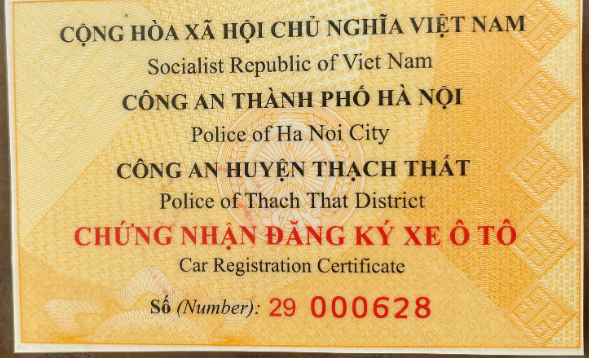 CỘNG HÒA XÃ HỘI CHỦ NGHĨA VIỆT NAM
Socialist Republic of Viet Nam
CÔNG AN THÀNH PHỐ HÀ NỘI
Police of Ha Noi City
CÔNG AN HUYỆN THẠCH THẤT
Police of Thach That District
CHỨNG NHẬN ĐĂNG KÝ XE Ô TÔ
Car Registration Certificate
Số (Number): 29 000628